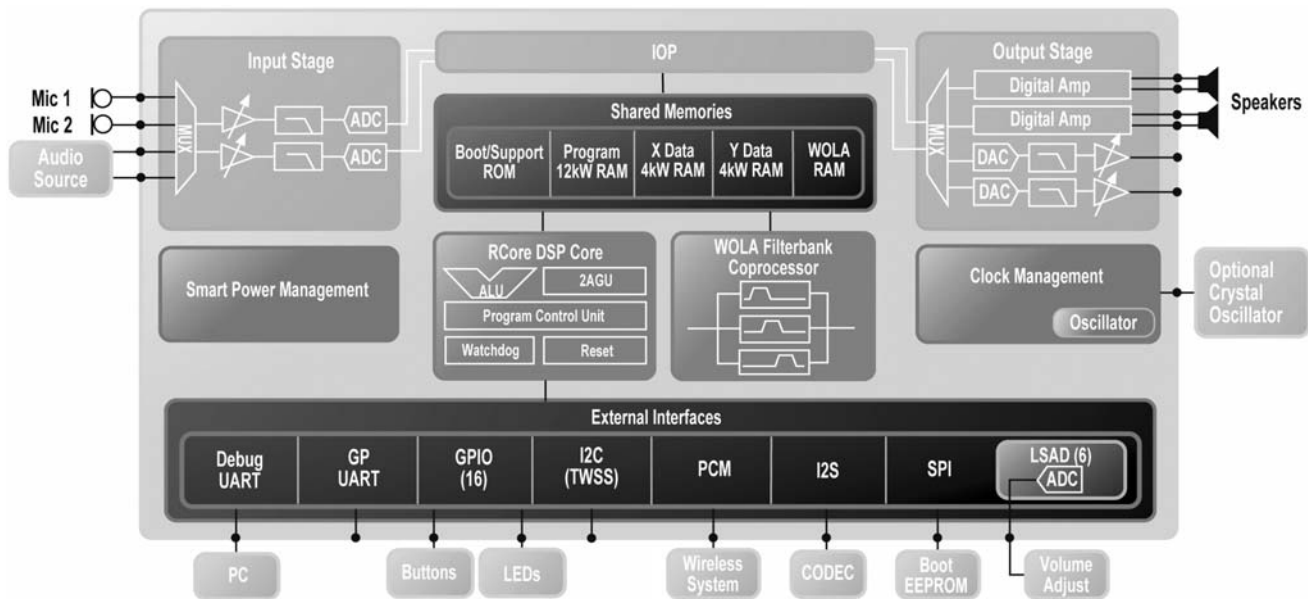 Input Stage
Mic 1
Mic 2
Audio
Source
MUX
ADC
ADC
IOP
Shared Memories
Boot/Support
ROM
Program
12kW RAM
X Data
4kW RAM
Y Data
4kW RAM
WOLA
RAM
Output Stage
Digital Amp
Digital Amp
MUX
DAC
DAC
Speakers
Smart Power Management
RCore DSP Core
ALU
2AGU
Program Control Unit
Watchdog
Reset
WOLA Filterbank
Coprocessor
Clock Management
Oscillator
Optional
Crystal
Oscillator
External Interfaces
Debug
UART
GP
UART
GPIO
(16)
I2C
(TWSS)
PCM
I2S
SPI
LSAD (6)
ADC
PC
Buttons
LEDs
Wireless
System
CODEC
Boot
EEPROM
Volume
Adjust